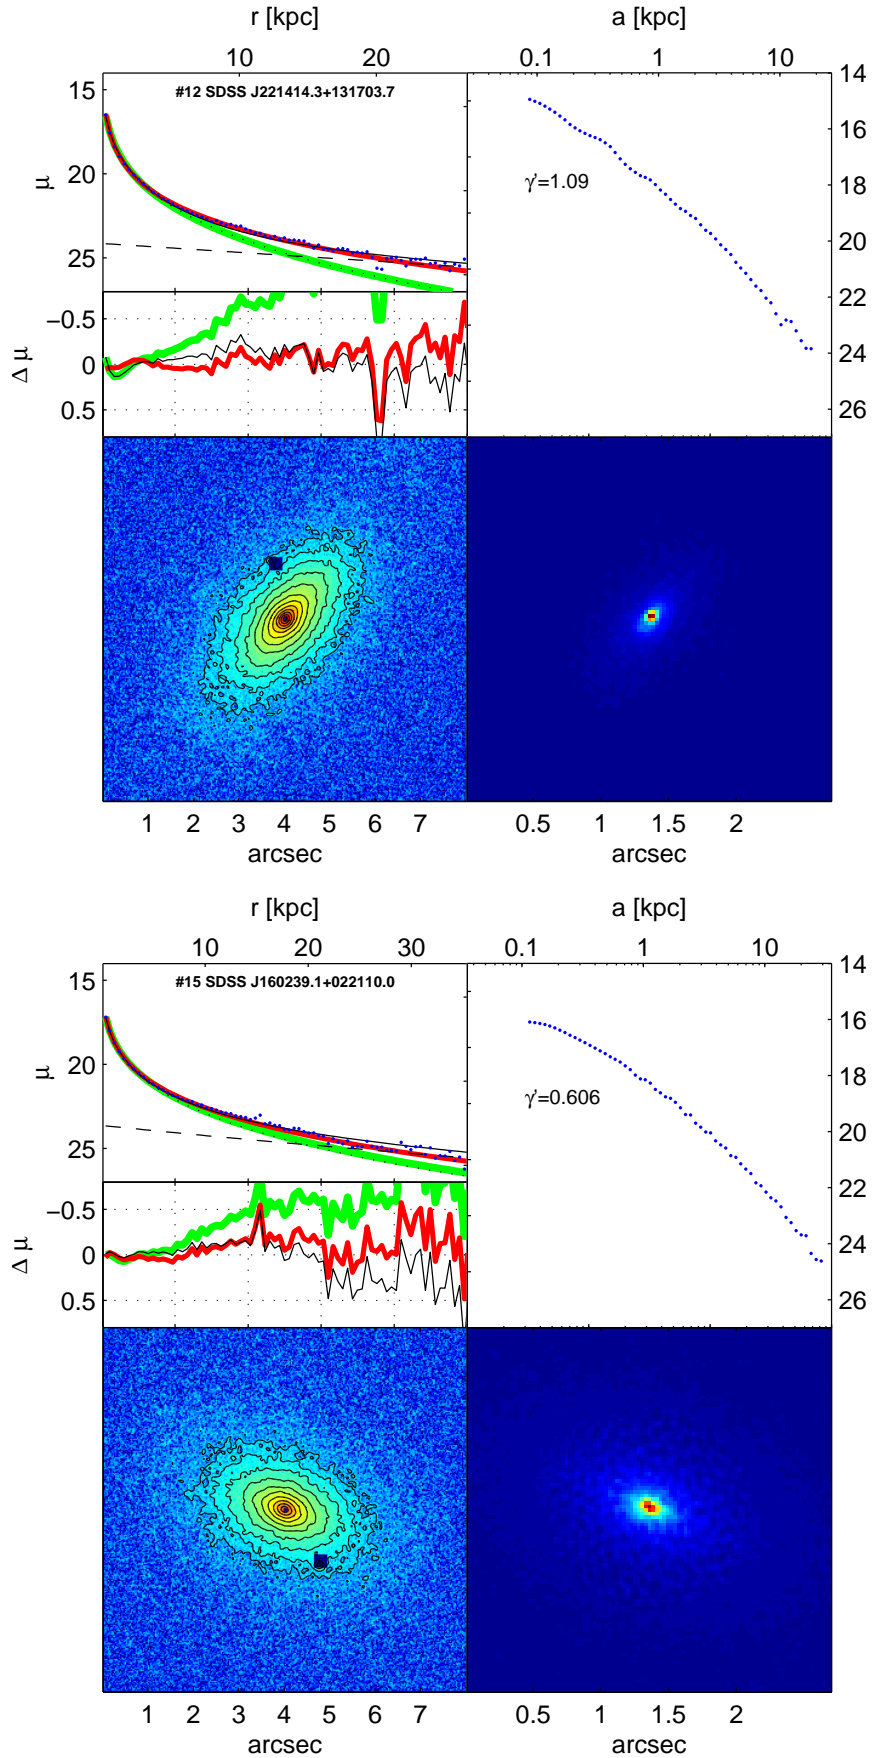 r [kpc] a [kpc]
10 20 0.1 1 10
#12 SDSS J221414.3+131703.7
15
20
25
μ
γ'=1.09
14
16
18
20
22
24
26
−0.5
0
0.5
Δ μ
1 2 3 4 5 6 7 0.5 1 1.5 2
arcsec arcsec
r [kpc] a [kpc]
10 20 30 0.1 1 10
#15 SDSS J160239.1+022110.0
15
20
25
μ
γ'=0.606
14
16
18
20
22
24
26
−0.5
0
0.5
Δ μ
1 2 3 4 5 6 7 0.5 1 1.5 2
arcsec arcsec